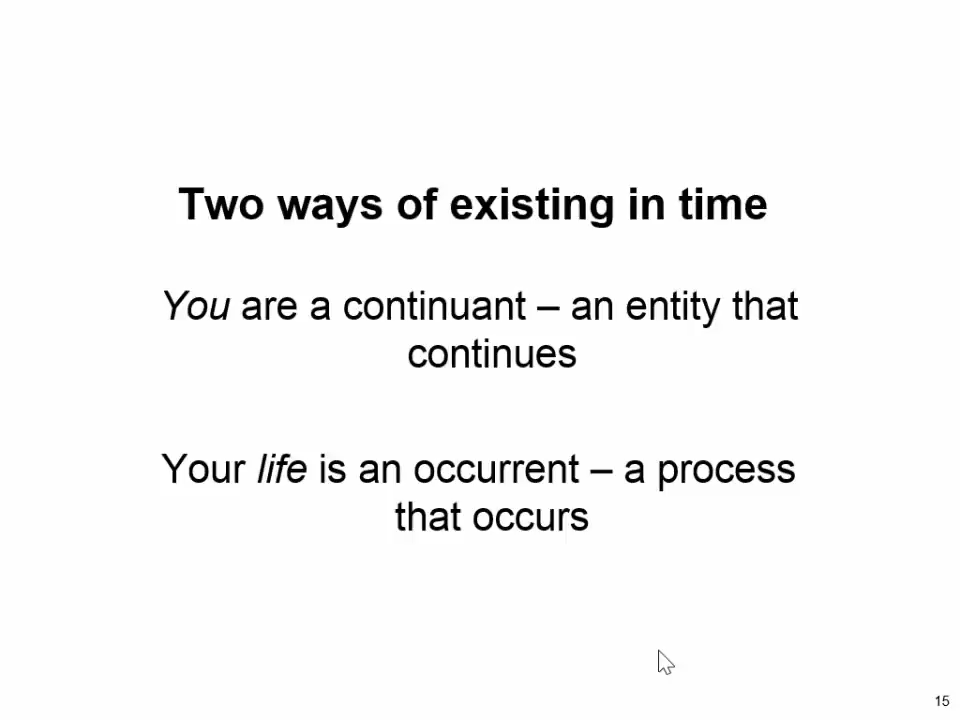 Two ways of existing in time
You are a continuant – an entity that
continues
Your life is an occurrent – a process
that occurs
15